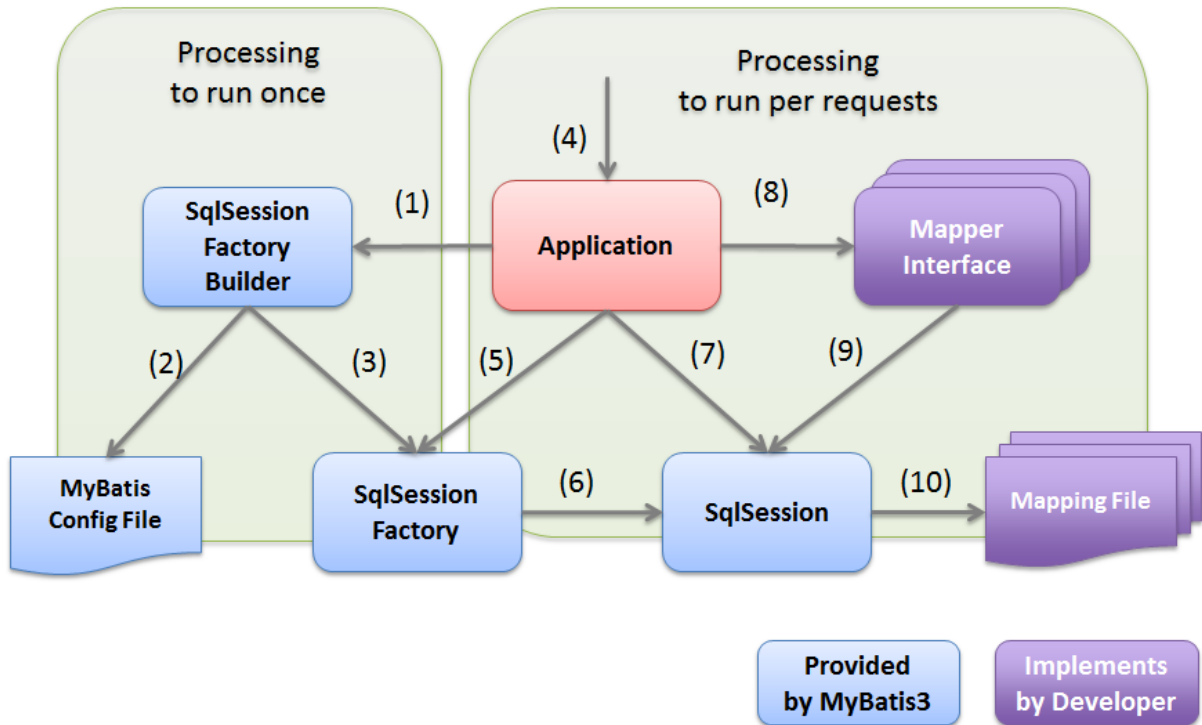 Processing
to run once
Processing
to run per requests
(4)
SqlSession
Factory
Builder
(1)
Application
(8)
Mapper
Interface
(2)
(3)
(5)
(7)
(9)
MyBatis
Config File
SqlSession
Factory
(6)
SqlSession
(10)
Mapping File
Provided
by MyBatis3
Implements
by Developer